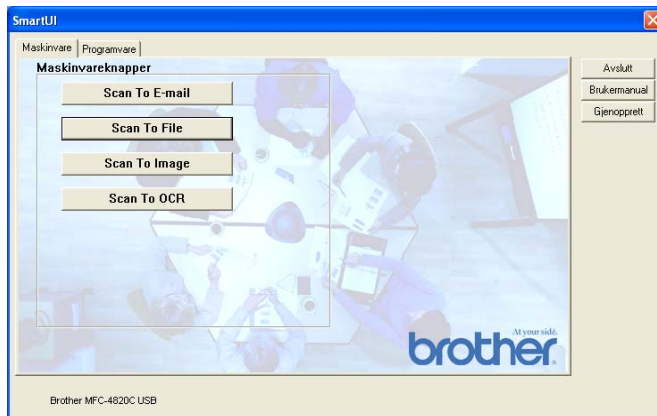 SmartUI
Maskinvare Programvare
Maskinvareknapper
Scan To E-mail
Scan To File
Scan To Image
Scan To OCR
Avslutt
Brukermanual
Gjenopprett
At your side.
brother
Brother MFC-4820C USB